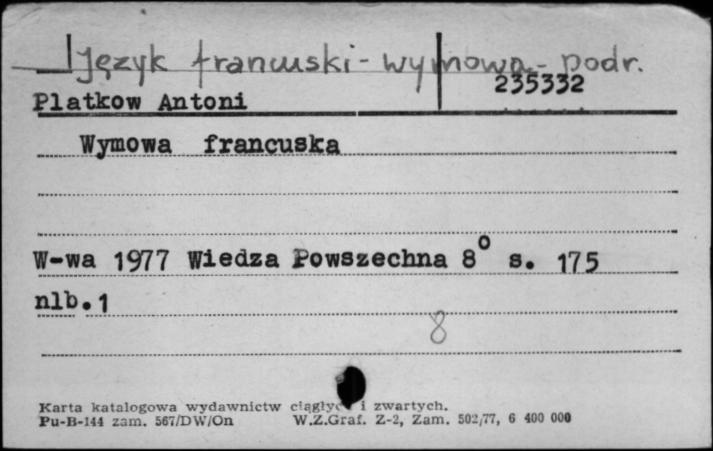 Język francuski - wymowa - podr.
235332
Platkow Antoni
Wymowa francuska
W-wa 1977 Wiedza Powszechna 8° s. 175
nlb.1
8
Karta katalogowa wydawnictw ciągłych i zwartych.
Pu-B-144 zam. 567/DW/On W.Z.Graf. Z-2, Zam. 502/77, 6 400 000